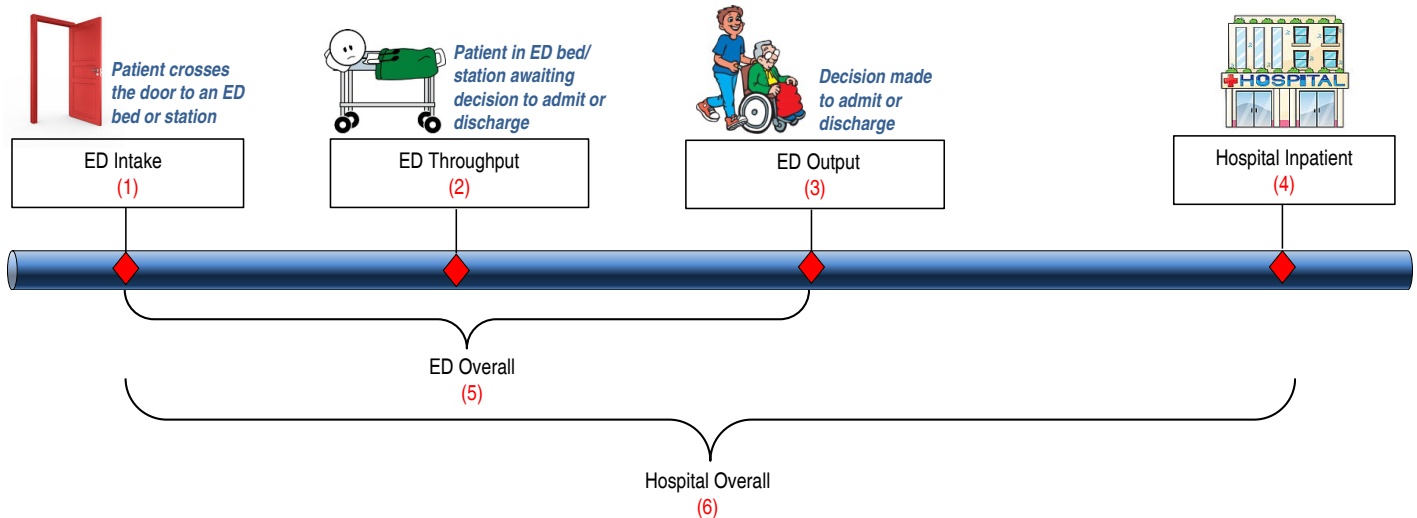 Patient crosses
the door to an ED
bed or station
Patient in ED bed/
station awaiting
decision to admit or
discharge
Decision made
to admit or
discharge
HOSPITAL
ED Intake
(1)
ED Throughput
(2)
ED Output
(3)
Hospital Inpatient
(4)
ED Overall
(5)
Hospital Overall
(6)